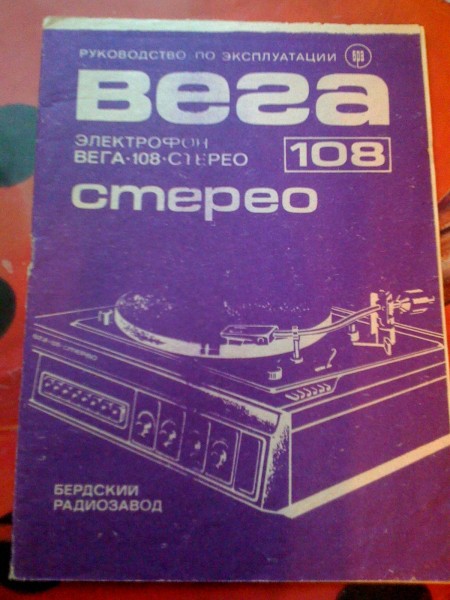 РУКОВОДСТВО ПО ЭКСПЛУАТАЦИИ
Вега
ЭЛЕКТРОФОН
ВЕГА-108-СТЕРЕО
108
стерео
БЕРДСКИЙ
РАДИОЗАВОД